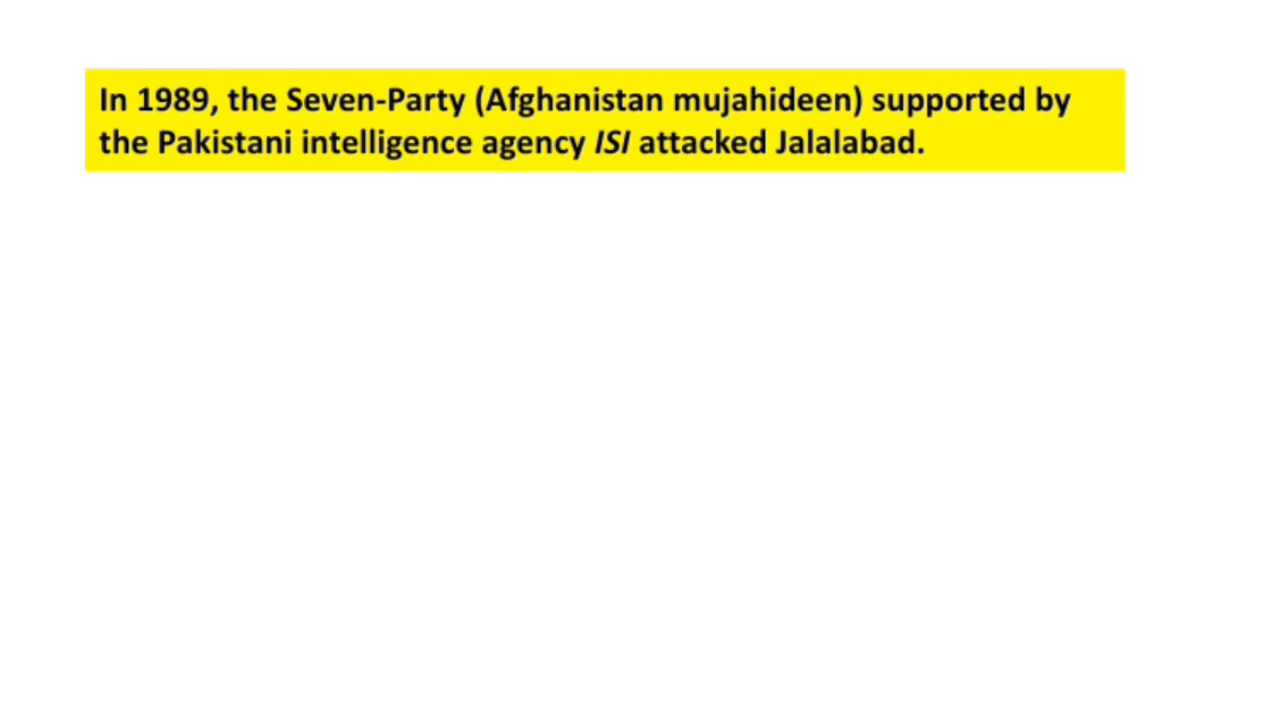 In 1989, the Seven-Party (Afghanistan mujahideen) supported by
the Pakistani intelligence agency ISI attacked Jalalabad.